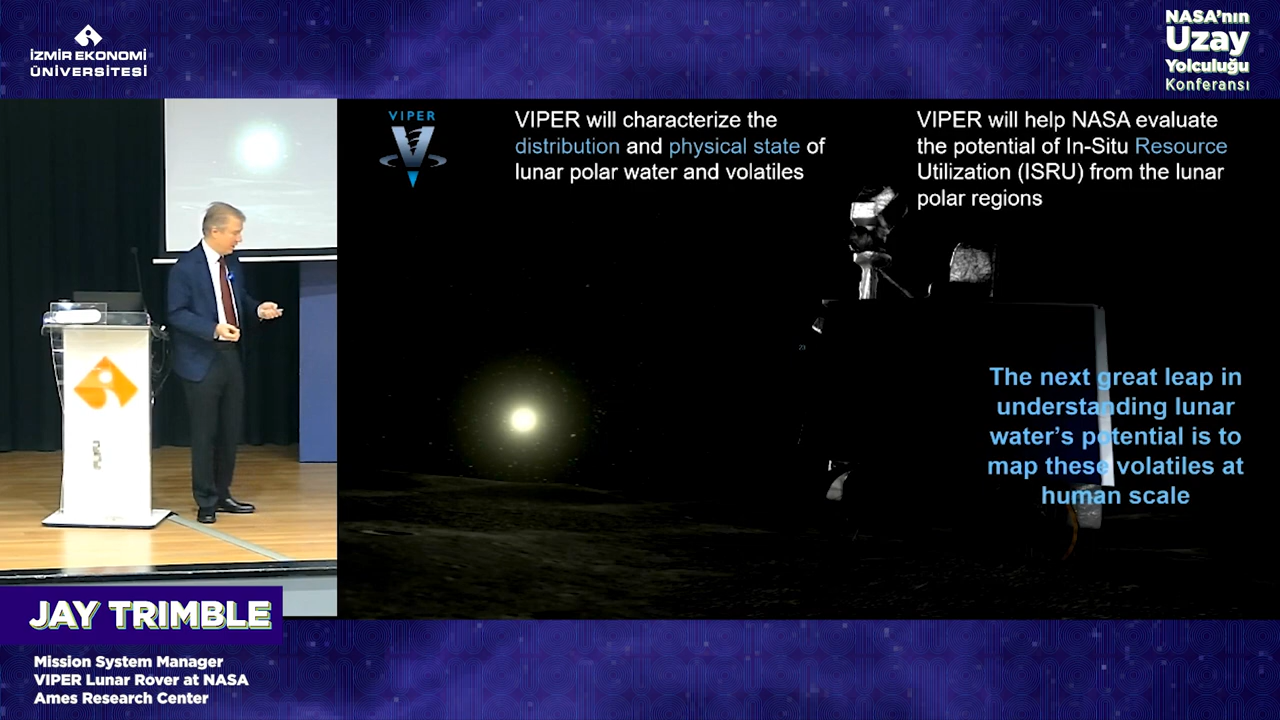 İZMİR EKONOMİ
ÜNİVERSİTESİ
NASA'nın
Uzay
Yolculuğu
Konferansı
VIPER
VIPER will characterize the
distribution and physical state of
lunar polar water and volatiles
VIPER will help NASA evaluate
the potential of In-Situ Resource
Utilization (ISRU) from the lunar
polar regions
The next great leap in
understanding lunar
water's potential is to
map these volatiles at
human scale
JAY TRIMBLE
Mission System Manager
VIPER Lunar Rover at NASA
Ames Research Center